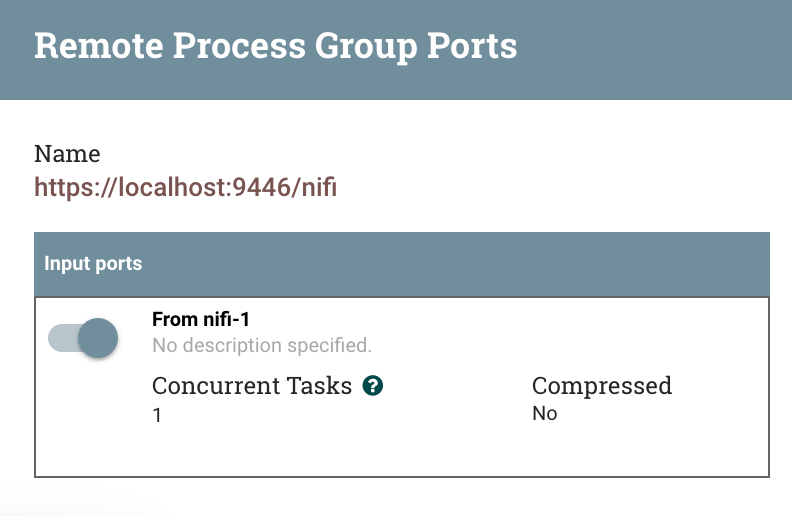 Remote Process Group Ports
Name
https://localhost:9446/nifi
Input ports
From nifi-1
No description specified.
Concurrent Tasks ?
Compressed
1
No